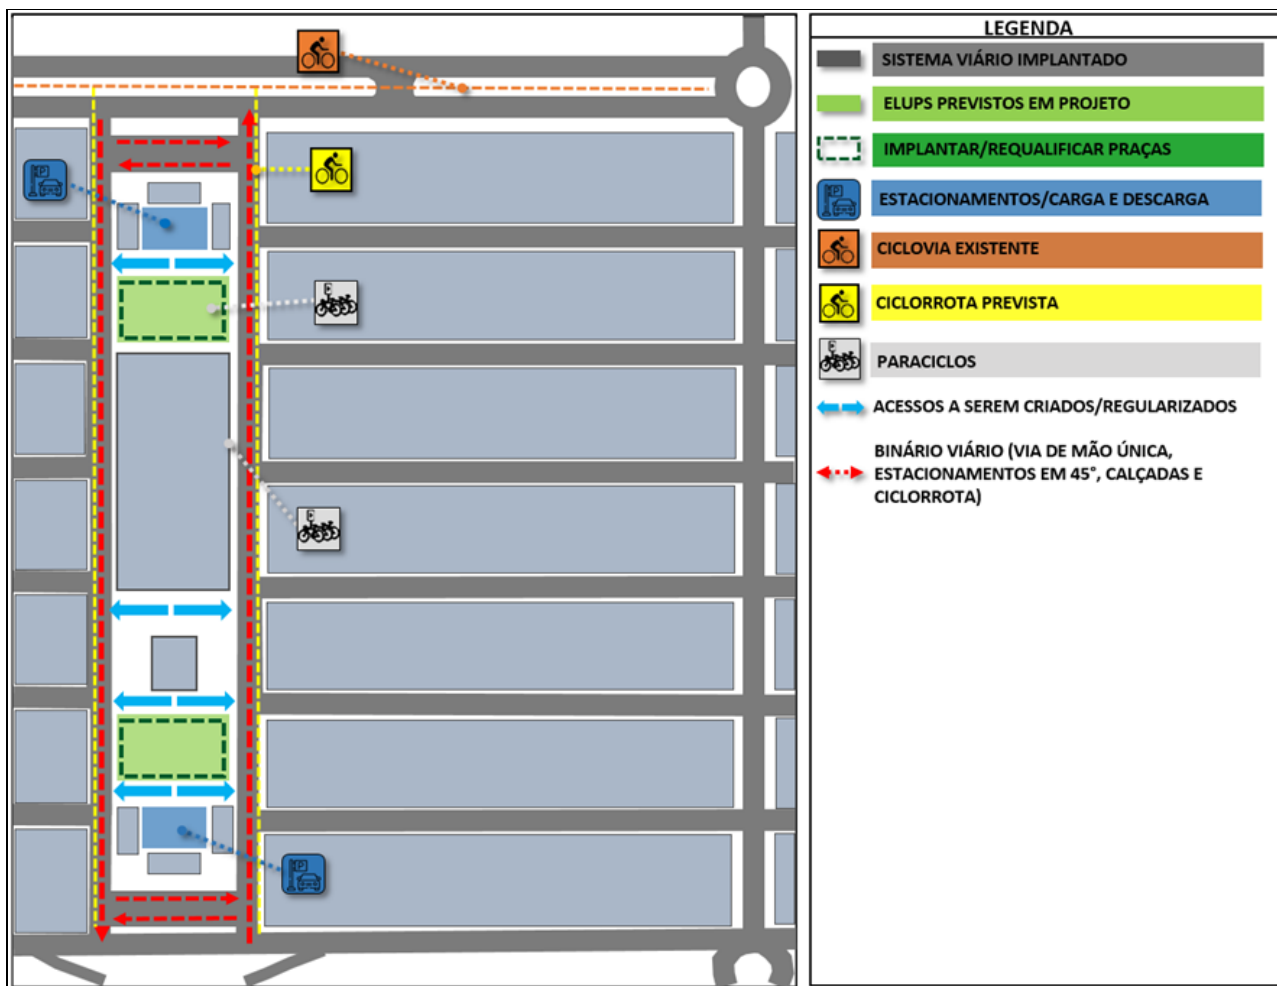 LEGENDA
SISTEMA VIÁRIO IMPLANTADO
ELUPS PREVISTOS EM PROJETO
IMPLANTAR/REQUALIFICAR PRAÇAS
ESTACIONAMENTOS/CARGA E DESCARGA
CICLOVIA EXISTENTE
CICLORROTA PREVISTA
PARACICLOS
ACESSOS A SEREM CRIADOS/REGULARIZADOS
BINÁRIO VIÁRIO (VIA DE MÃO ÚNICA,
ESTACIONAMENTOS EM 45°, CALÇADAS E
CICLORROTA)